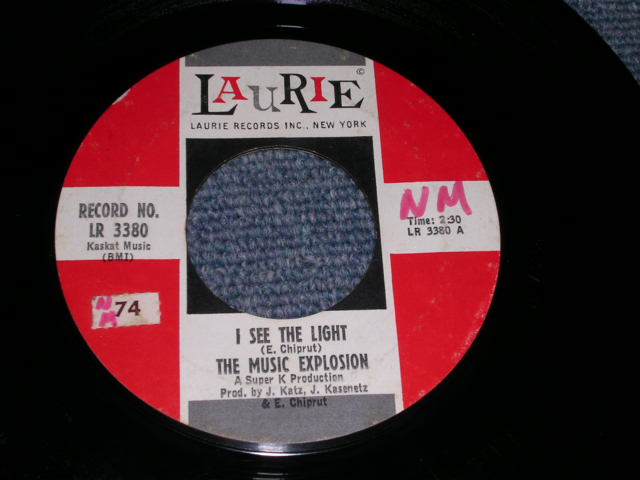 LAURIE ©
LAURIE RECORDS INC., NEW YORK
RECORD NO.
LR 3380
Kaskat Music
(BMI)
NM
Time: 2:30
LR 3380 A
NM 74
I SEE THE LIGHT
(E. Chiprut)
THE MUSIC EXPLOSION
A Super K Production
Prod. by J. Katz, J. Kasenetz
& E. Chiprut